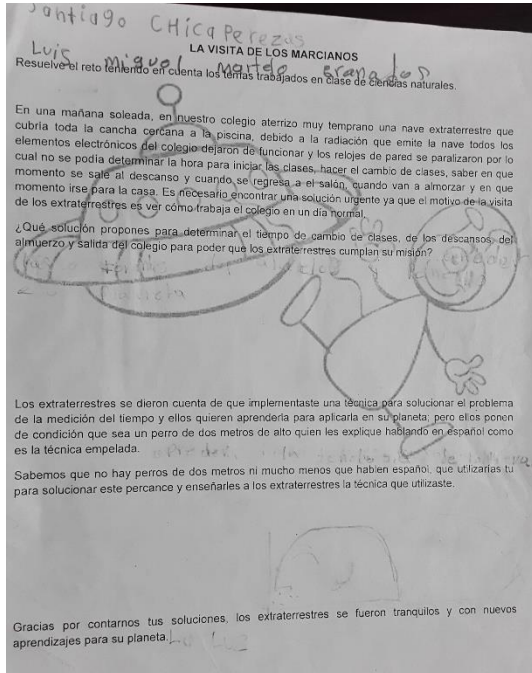 Santiago CHica Perezas
LA VISITA DE LOS MARCIANOS
Luis Miguel granados
Resuelve el reto teniendo en cuenta los temas trabajados en clase de ciencias naturales.
En una mañana soleada, en nuestro colegio aterrizo muy temprano una nave extraterrestre que
cubría toda la cancha cercana a la piscina, debido a la radiación que emite la nave todos los
elementos electrónicos del colegio dejaron de funcionar y los relojes de pared se paralizaron por lo
cual no se podía determinar la hora para iniciar las clases, hacer el cambio de clases, saber en que
momento se sale al descanso y cuando se regresa a el salón, cuando van a almorzar y en que
momento irse para la casa. Es necesario encontrar una solución urgente ya que el motivo de la visita
de los extraterrestres es ver cómo trabaja el colegio en un día normal.
¿Qué solución propones para determinar el tiempo de cambio de clases, de los descansos, del
almuerzo y salida del colegio para poder que los extraterrestres cumplan su misión?
Los extraterrestres se dieron cuenta de que implementaste una técnica para solucionar el problema
de la medición del tiempo y ellos quieren aprenderla para aplicarla en su planeta; pero ellos ponen
de condición que sea un perro de dos metros de alto quien les explique hablando en español como
es la técnica empelada.
Sabemos que no hay perros de dos metros ni mucho menos que hablen español, que utilizarías tu
para solucionar este percance y enseñarles a los extraterrestres la técnica que utilizaste.
Gracias por contarnos tus soluciones, los extraterrestres se fueron tranquilos y con nuevos
aprendizajes para su planeta.